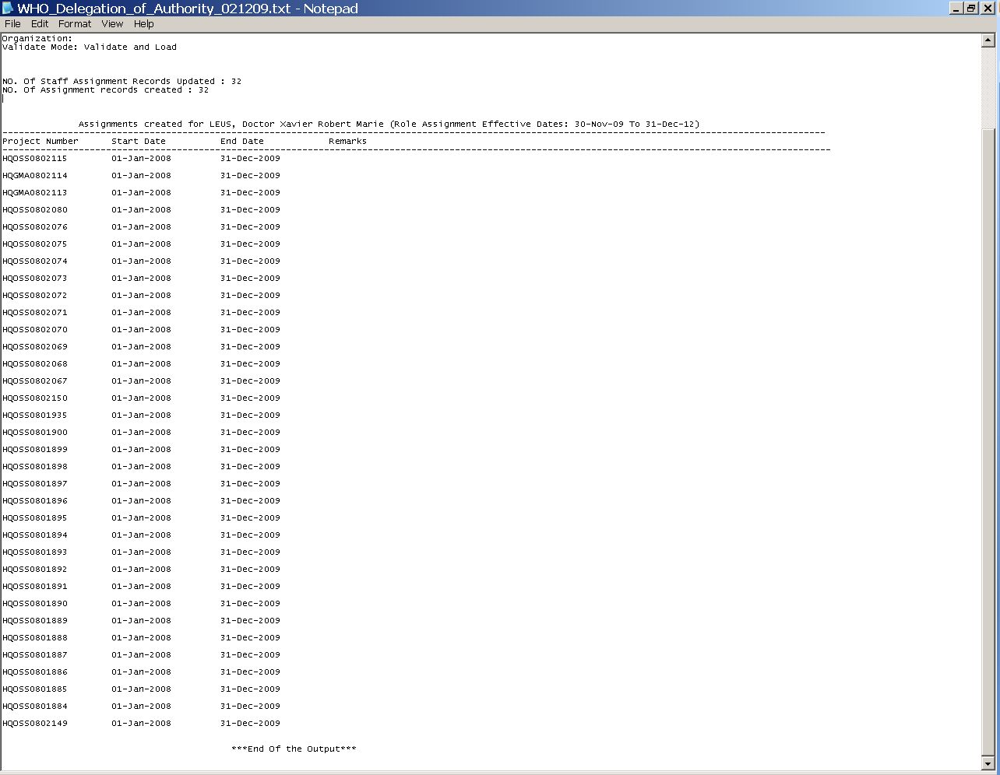 WHO_Delegation_of_Authority_021209.txt - Notepad
File Edit Format View Help
Organization:
Validate Mode: Validate and Load
NO. Of Staff Assignment Records Updated : 32
NO. Of Assignment records created : 32
Assignments created for LEUS, Doctor Xavier Robert Marie (Role Assignment Effective Dates: 30-Nov-09 To 31-Dec-12)
Project Number Start Date End Date Remarks
HQOSS0802115 01-Jan-2008 31-Dec-2009
HQGMA0802114 01-Jan-2008 31-Dec-2009
HQGMA0802113 01-Jan-2008 31-Dec-2009
HQOSS0802080 01-Jan-2008 31-Dec-2009
HQOSS0802076 01-Jan-2008 31-Dec-2009
HQOSS0802075 01-Jan-2008 31-Dec-2009
HQOSS0802074 01-Jan-2008 31-Dec-2009
HQOSS0802073 01-Jan-2008 31-Dec-2009
HQOSS0802072 01-Jan-2008 31-Dec-2009
HQOSS0802071 01-Jan-2008 31-Dec-2009
HQOSS0802070 01-Jan-2008 31-Dec-2009
HQOSS0802069 01-Jan-2008 31-Dec-2009
HQOSS0802068 01-Jan-2008 31-Dec-2009
HQOSS0802067 01-Jan-2008 31-Dec-2009
HQOSS0802150 01-Jan-2008 31-Dec-2009
HQOSS0801935 01-Jan-2008 31-Dec-2009
HQOSS0801900 01-Jan-2008 31-Dec-2009
HQOSS0801899 01-Jan-2008 31-Dec-2009
HQOSS0801898 01-Jan-2008 31-Dec-2009
HQOSS0801897 01-Jan-2008 31-Dec-2009
HQOSS0801896 01-Jan-2008 31-Dec-2009
HQOSS0801895 01-Jan-2008 31-Dec-2009
HQOSS0801894 01-Jan-2008 31-Dec-2009
HQOSS0801893 01-Jan-2008 31-Dec-2009
HQOSS0801892 01-Jan-2008 31-Dec-2009
HQOSS0801891 01-Jan-2008 31-Dec-2009
HQOSS0801890 01-Jan-2008 31-Dec-2009
HQOSS0801889 01-Jan-2008 31-Dec-2009
HQOSS0801888 01-Jan-2008 31-Dec-2009
HQOSS0801887 01-Jan-2008 31-Dec-2009
HQOSS0801886 01-Jan-2008 31-Dec-2009
HQOSS0801885 01-Jan-2008 31-Dec-2009
HQOSS0801884 01-Jan-2008 31-Dec-2009
HQOSS0802149 01-Jan-2008 31-Dec-2009
***End Of the Output***